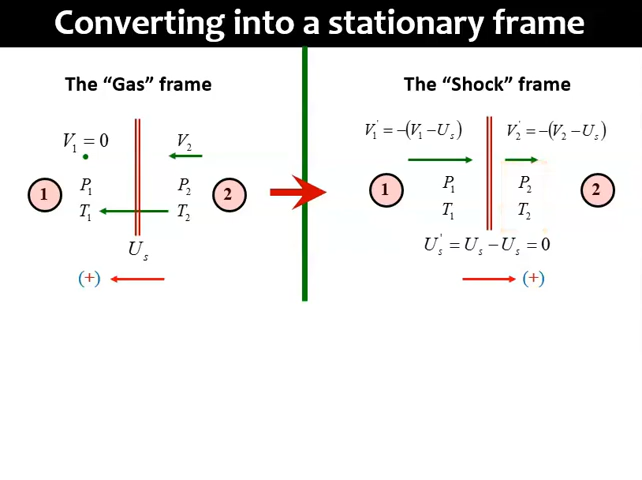 Converting into a stationary frame
The “Gas” frame
V₁ = 0
V₂
1
P₁
P₂
2
T₁
T₂
Uₛ
(+)
The “Shock” frame
V₁' = −(V₁ − Uₛ)
V₂' = −(V₂ − Uₛ)
1
P₁
P₂
2
T₁
T₂
Uₛ' = Uₛ − Uₛ = 0
(+)